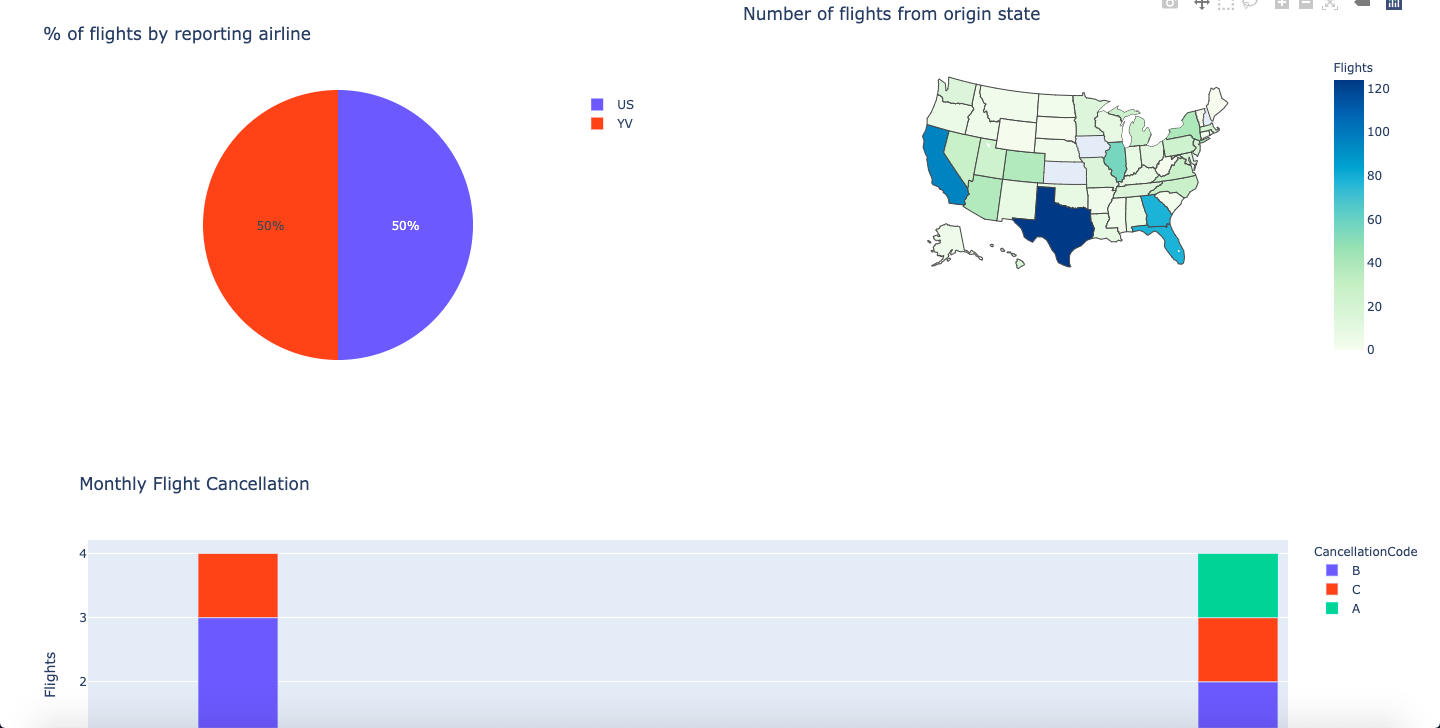 Number of flights from origin state
% of flights by reporting airline
US
YV
50%
50%
Flights
120
100
80
60
40
20
0
Monthly Flight Cancellation
Flights
4
3
2
CancellationCode
B
C
A